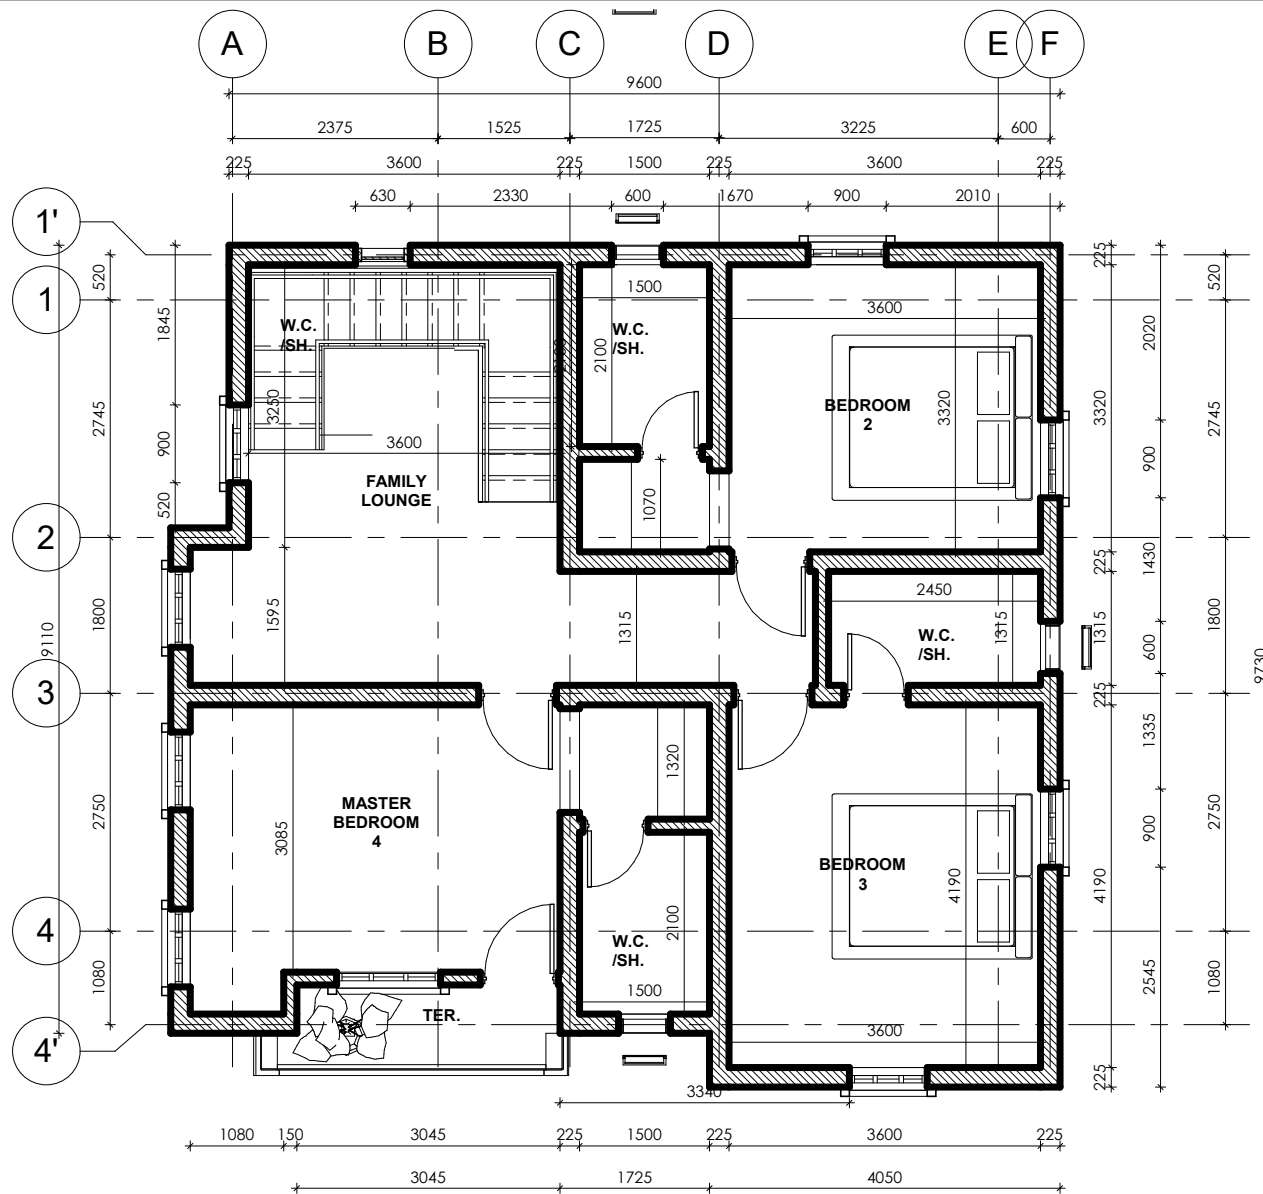 A B C D E F
9600
2375 1525 1725 3225 600
225 3600 225 1500 225 3600 225
630 2330 600 1670 900 2010
1'
520
1
1845
2745
900
520
2
1800
9110
3
2750
4
1080
4'
W.C.
/SH.
3250
3600
FAMILY
LOUNGE
1595
1315
1500
W.C.
/SH.
2100
2100
1070
3600
BEDROOM
2
3320
2450
W.C.
/SH.
1315
MASTER
BEDROOM
4
3085
1320
W.C.
/SH.
2100
1500
TER.
BEDROOM
3
4190
3600
225
3320
225
1315
225
4190
225
2020
900
1430
600
1335
900
2545
520
2745
1800
2750
1080
9730
3340
1080 150 3045 225 1500 225 3600 225
3045 1725 4050